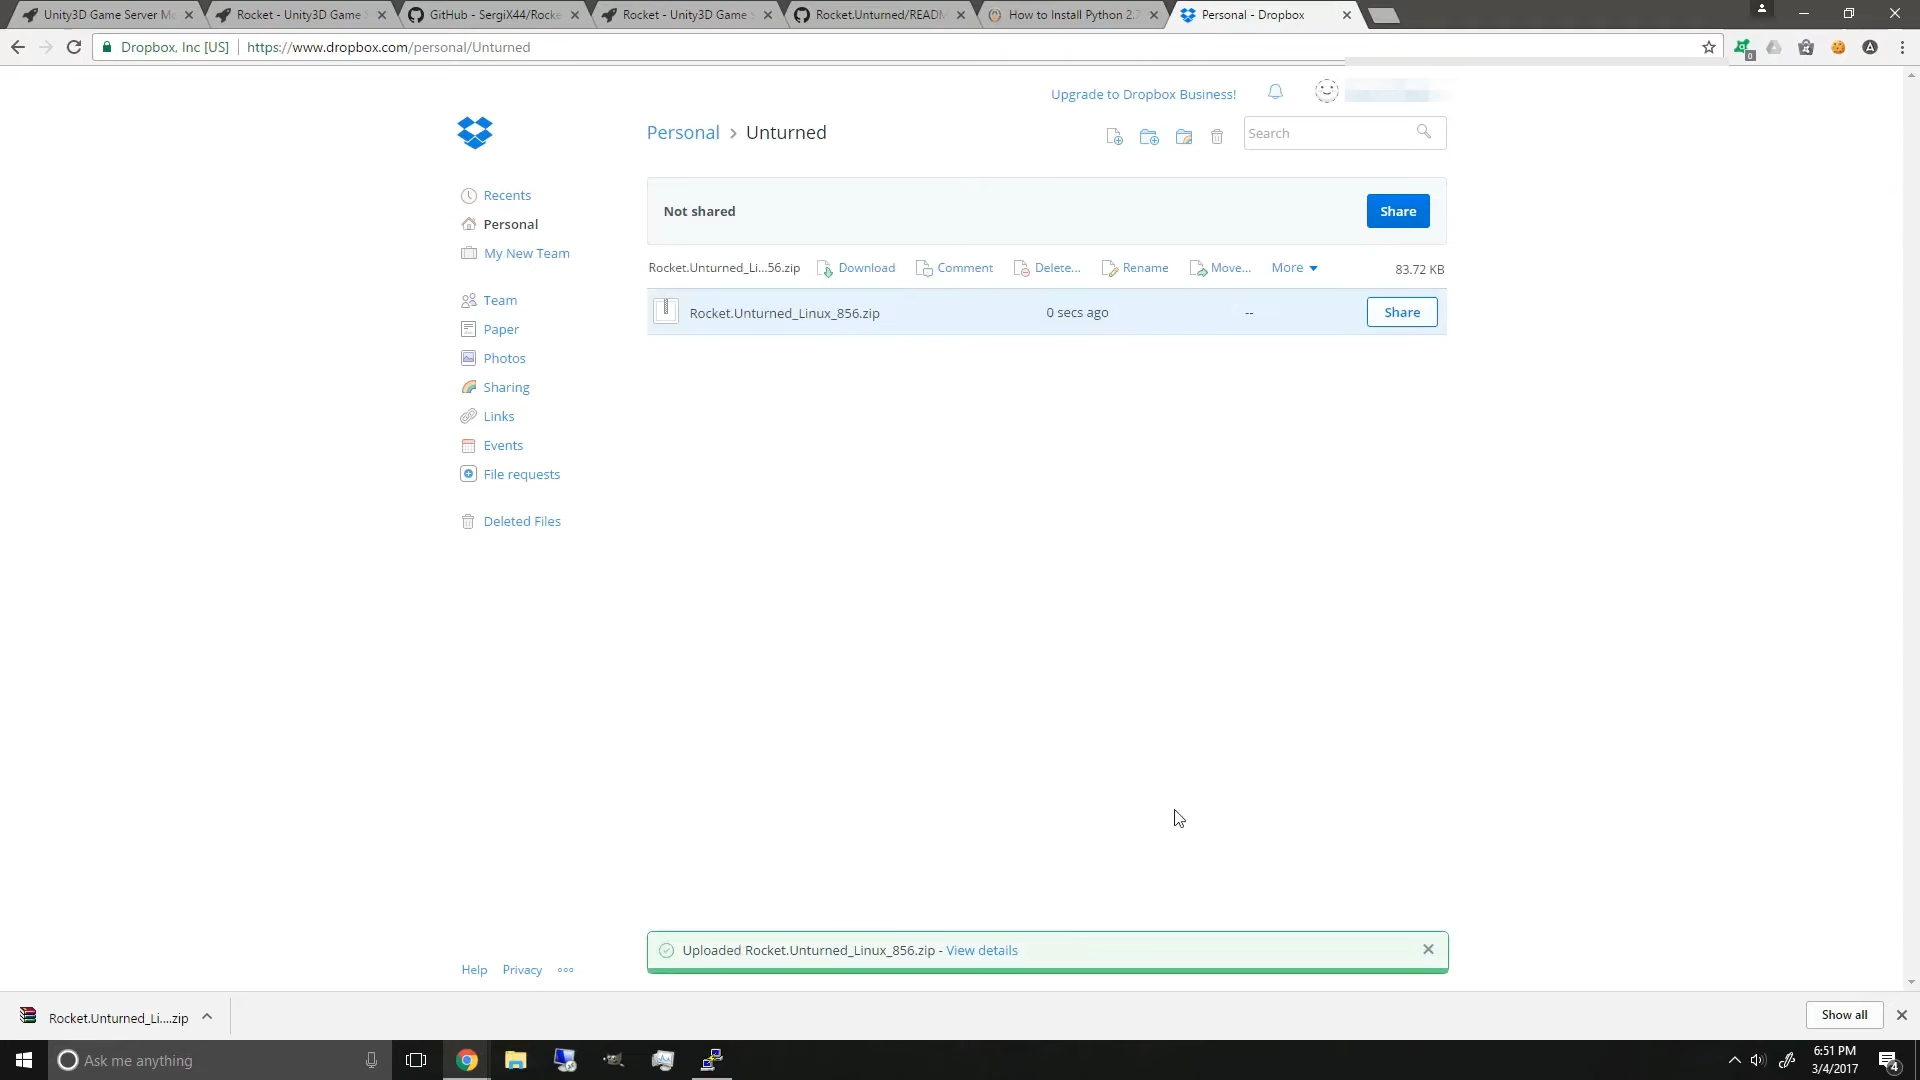 Unity3D Game Server M
Rocket - Unity3D Game
GitHub - SergiX44/Rocke
Rocket - Unity3D Game
Rocket.Unturned/READM
How to Install Python 2.7
Personal - Dropbox
Dropbox, Inc [US]
https://www.dropbox.com/personal/Unturned
0
Upgrade to Dropbox Business!
Personal > Unturned
Search
Recents
Personal
My New Team
Team
Paper
Photos
Sharing
Links
Events
File requests
Deleted Files
Not shared
Share
Rocket.Unturned_Li...56.zip
Download
Comment
Delete...
Rename
Move...
More
83.72 KB
Rocket.Unturned_Linux_856.zip
0 secs ago
--
Share
Uploaded Rocket.Unturned_Linux_856.zip - View details
Help
Privacy
Rocket.Unturned_Li....zip
Show all
Ask me anything
6:51 PM
3/4/2017
4